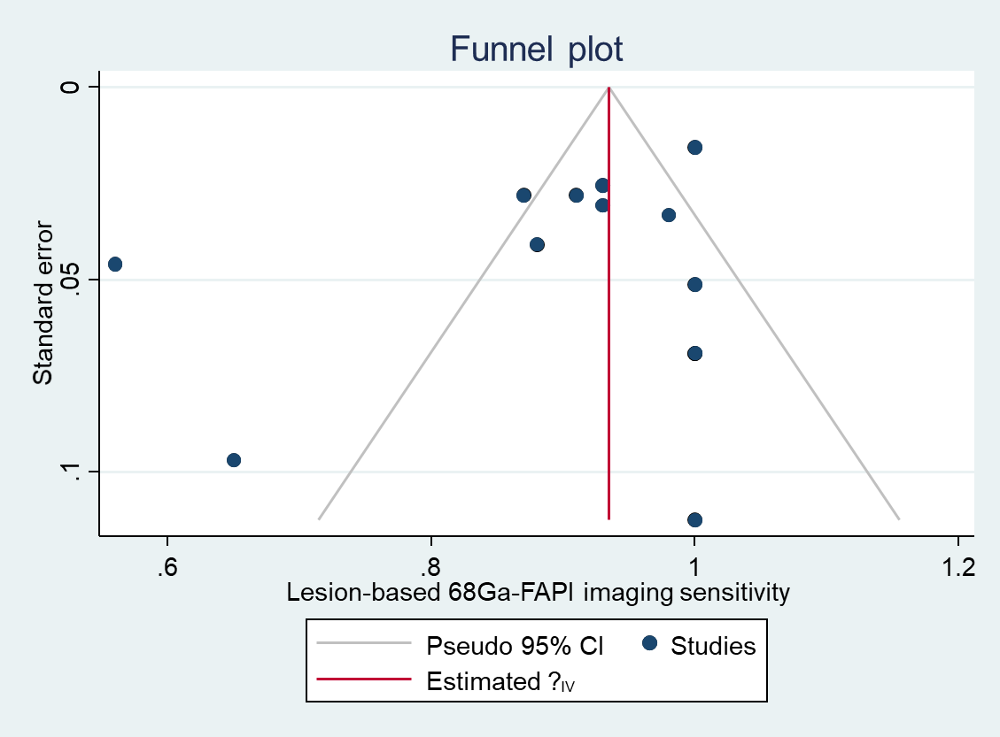 Funnel plot
Standard error
0
.05
.1
.6 .8 1 1.2
Lesion-based 68Ga-FAPI imaging sensitivity
Pseudo 95% CI Studies
Estimated ?IV